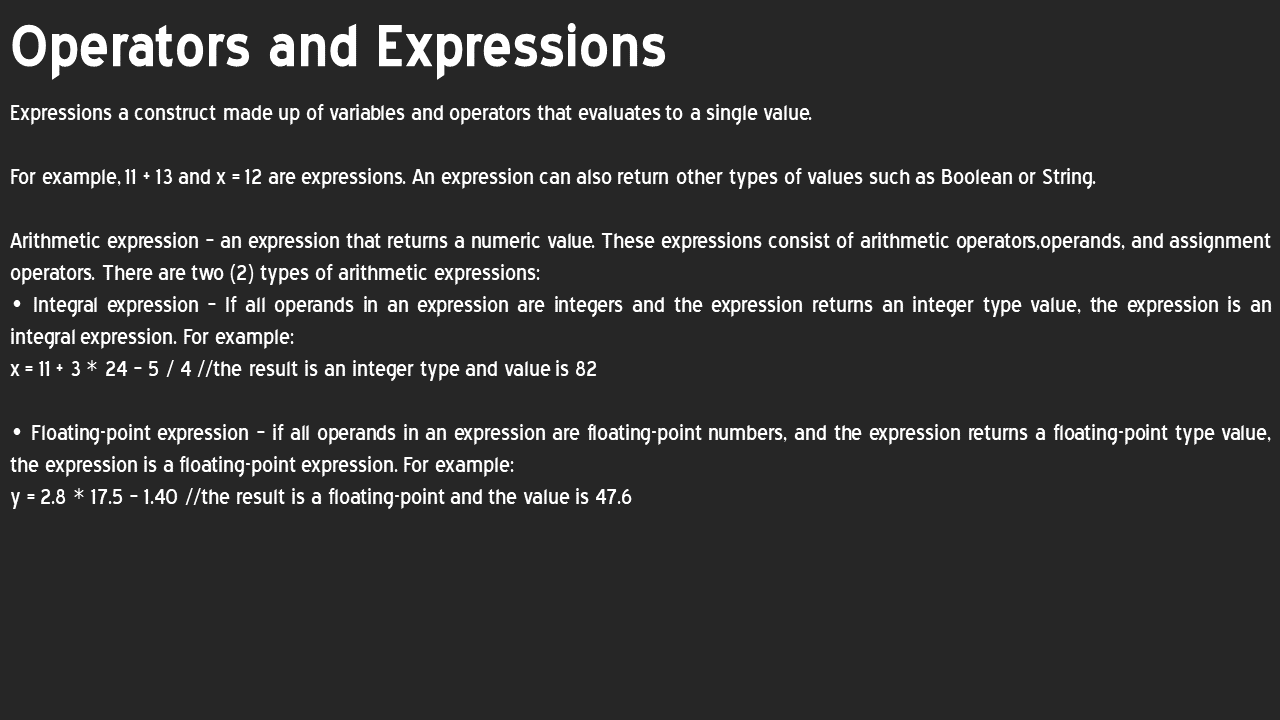 Operators and Expressions
Expressions a construct made up of variables and operators that evaluates to a single value.
For example, 11 + 13 and x = 12 are expressions. An expression can also return other types of values such as Boolean or String.
Arithmetic expression – an expression that returns a numeric value. These expressions consist of arithmetic operators,operands, and assignment
operators. There are two (2) types of arithmetic expressions:
• Integral expression – If all operands in an expression are integers and the expression returns an integer type value, the expression is an
integral expression. For example:
x = 11 + 3 * 24 – 5 / 4 //the result is an integer type and value is 82
• Floating-point expression – if all operands in an expression are floating-point numbers, and the expression returns a floating-point type value,
the expression is a floating-point expression. For example:
y = 2.8 * 17.5 – 1.40 //the result is a floating-point and the value is 47.6